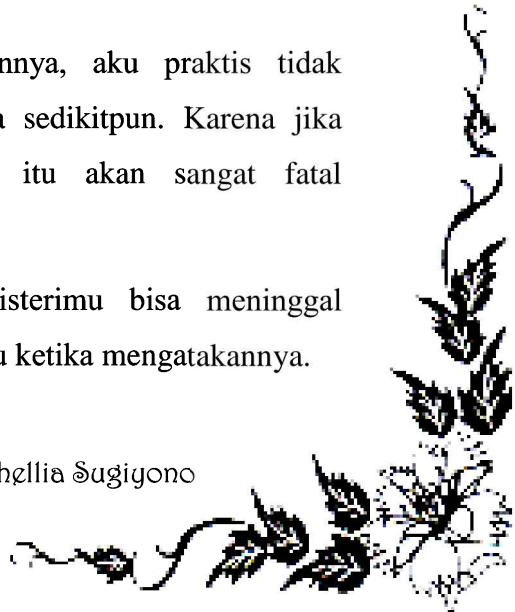 nnya, aku praktis tidak
a sedikitpun. Karena jika
itu akan sangat fatal
isterimu bisa meninggal
u ketika mengatakannya.
hellia Sugiyono